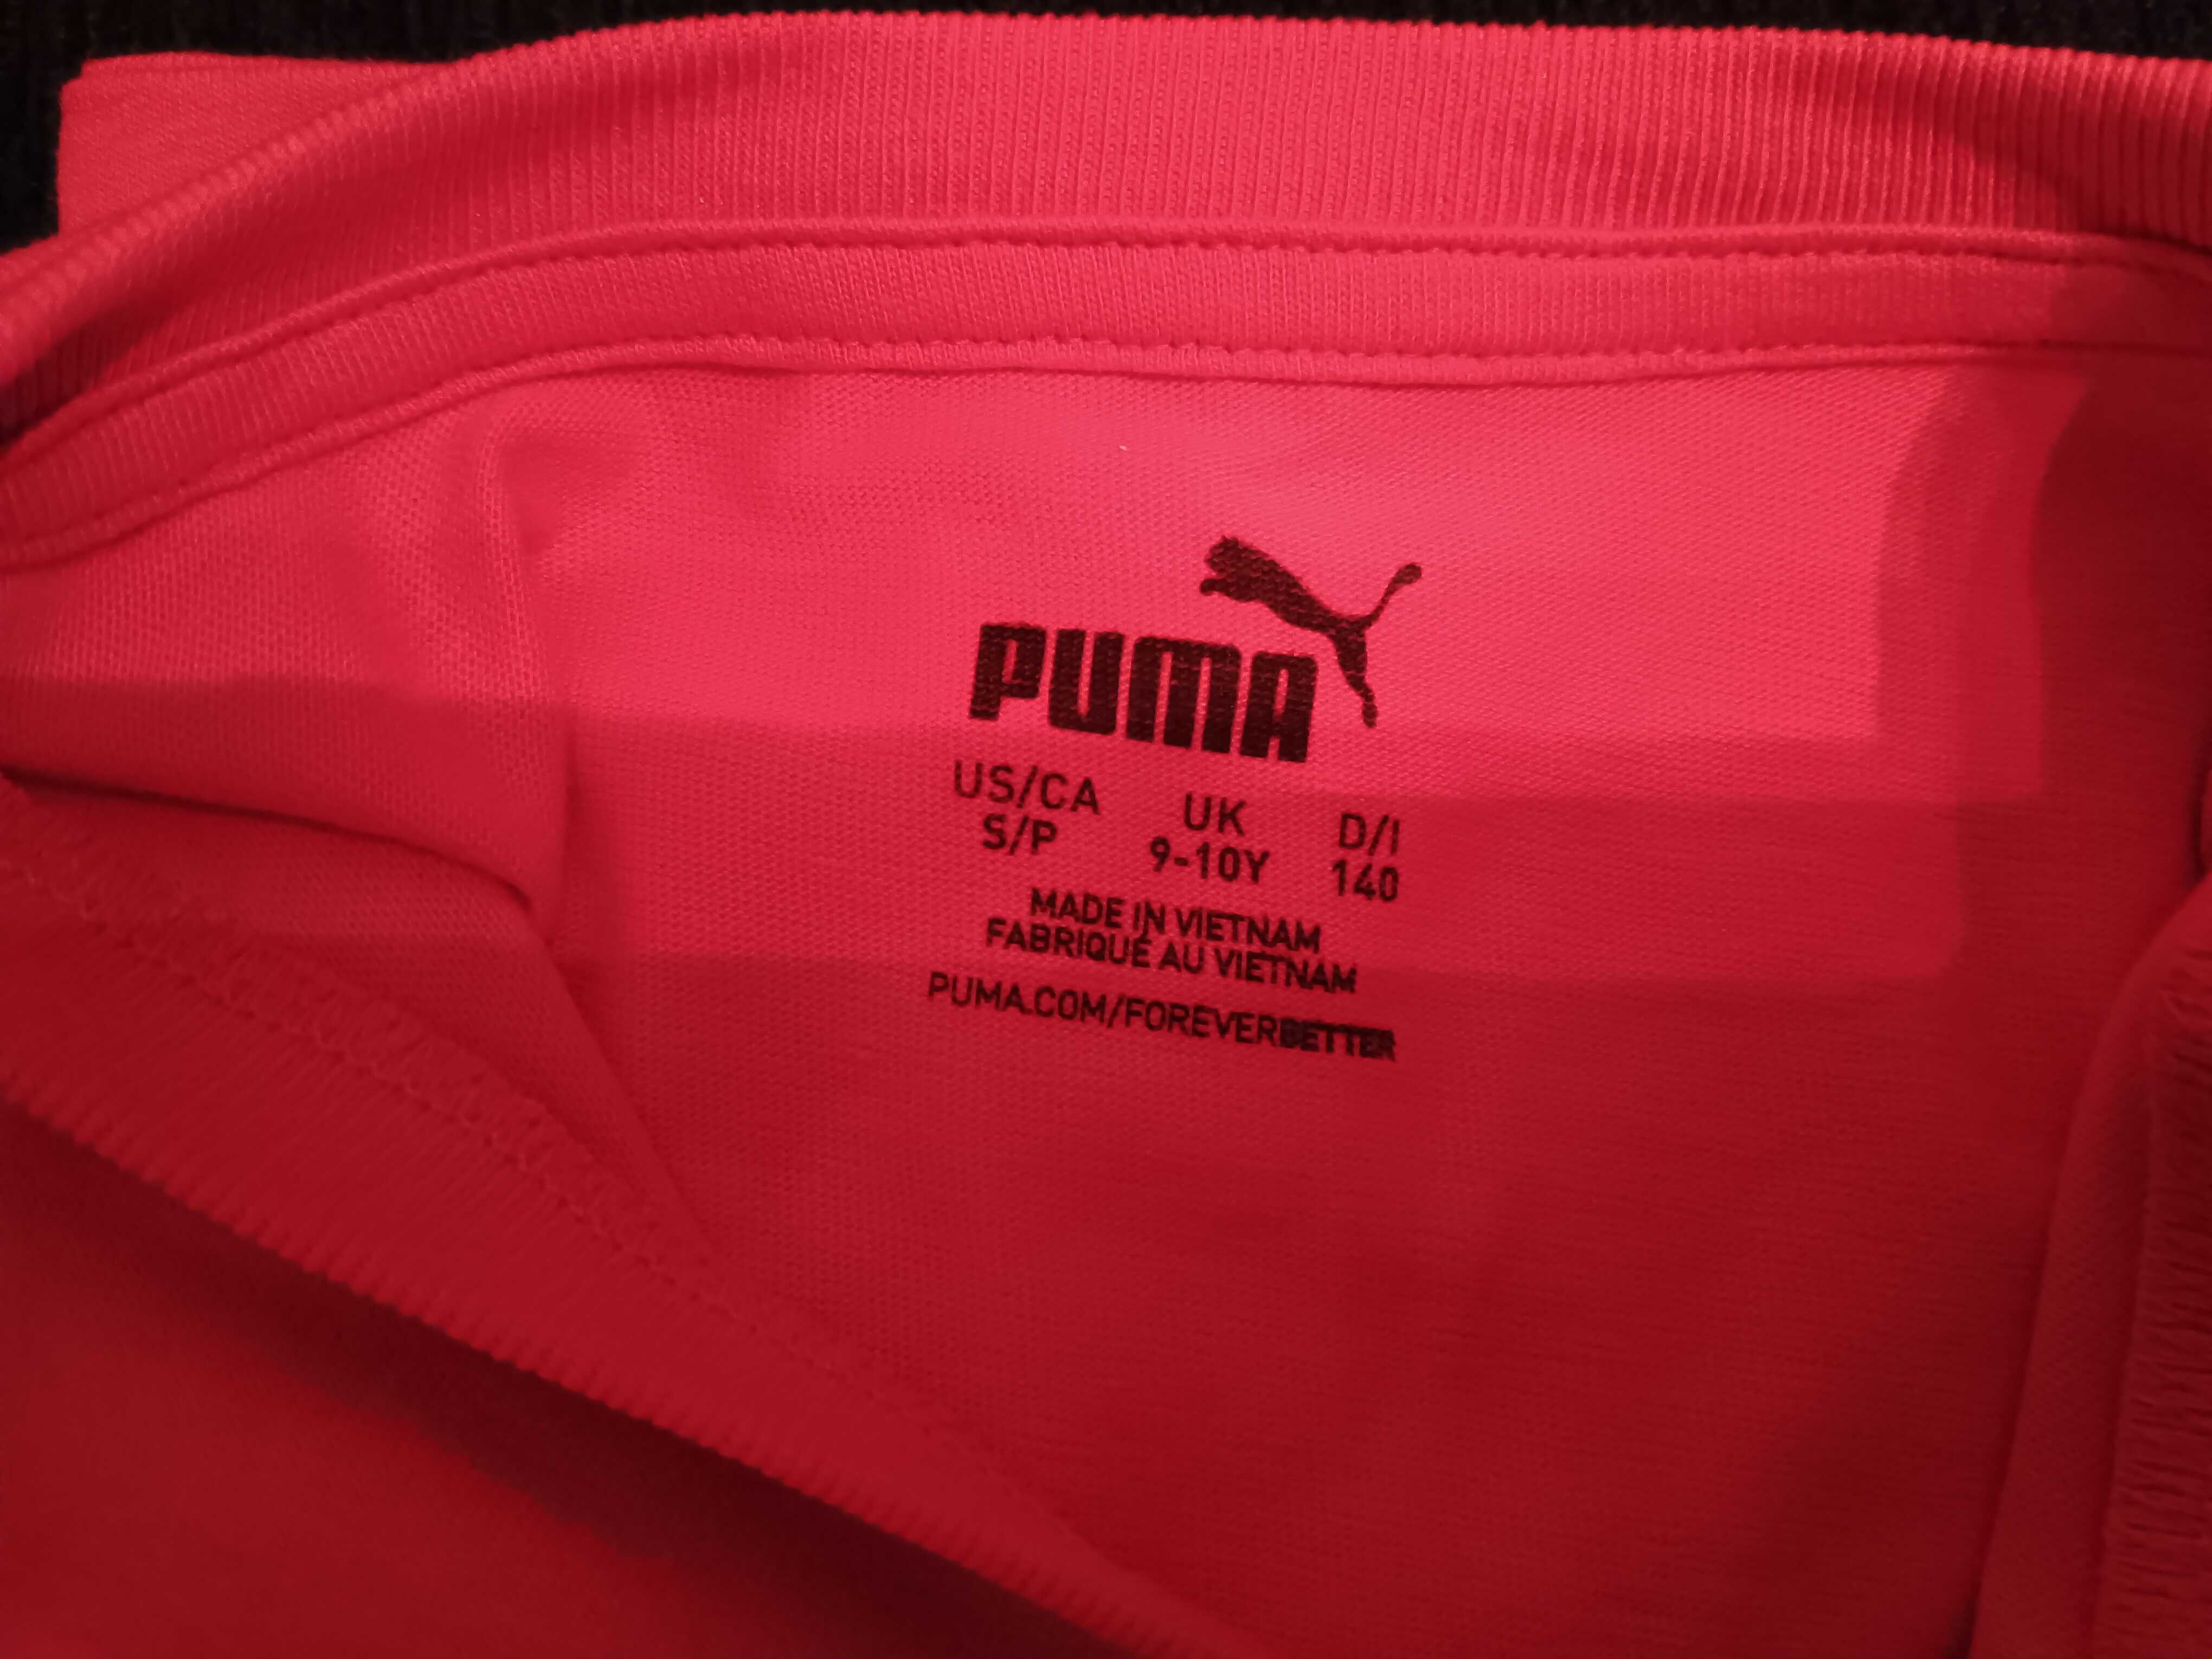 PUMA
US/CA UK D/I
S/P 9-10Y 140
MADE IN VIETNAM
FABRIQUÉ AU VIETNAM
PUMA.COM/FOREVERBETTER